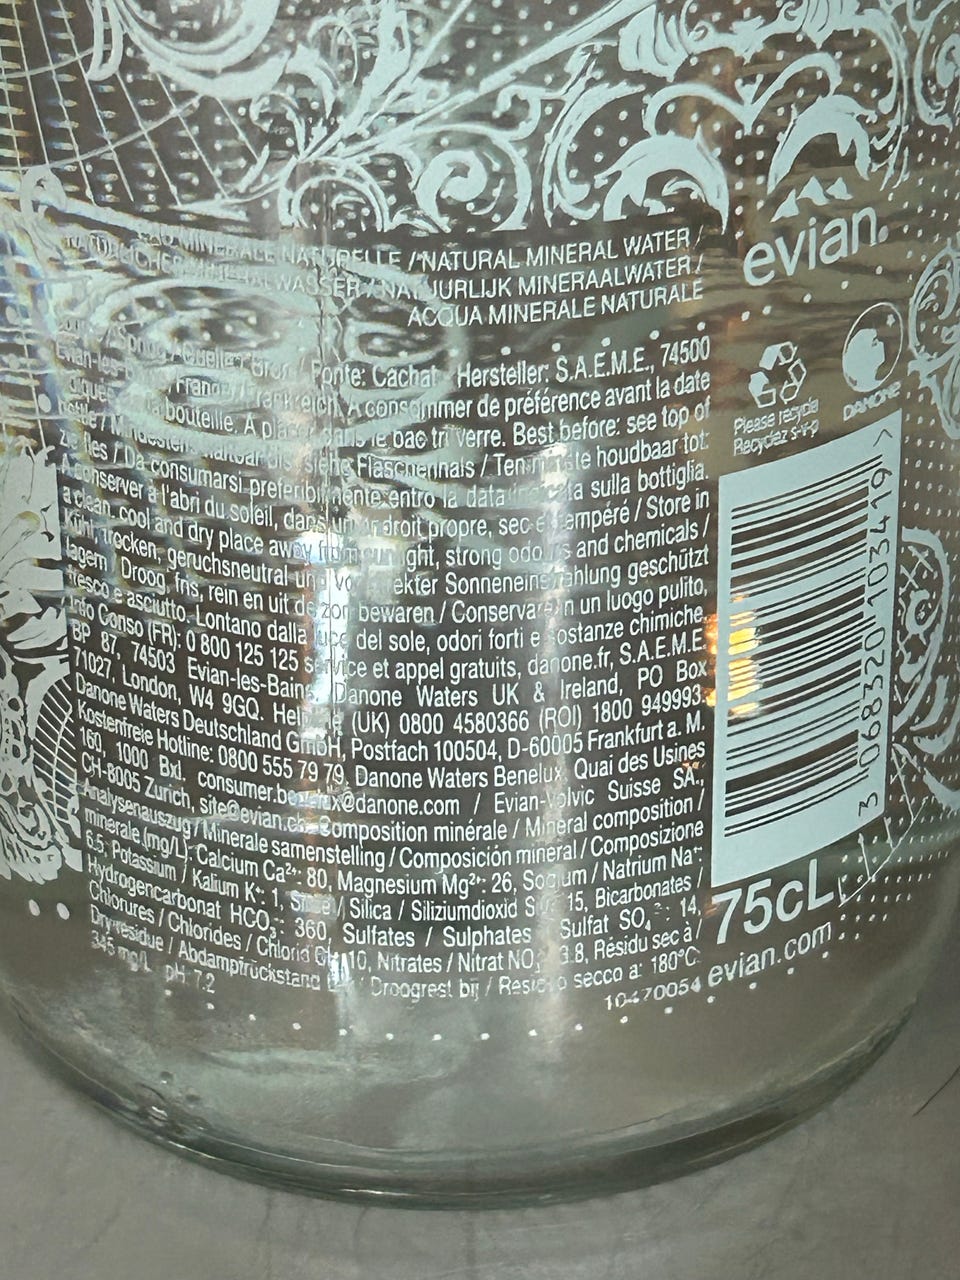 EAU MINERALE NATURELLE / NATURAL MINERAL WATER /
NATÜRLICHES MINERALWASSER / NATUURLIJK MINERAALWATER /
ACQUA MINERALE NATURALE
evian.
Please recycle
Recyclez s-v-p
DANONE
Source / Spring / Quelle / Bron / Fonte: Cachat Hersteller: S.A.E.M.E., 74500
Evian-les-Bains, France / Frankreich. A consommer de préférence avant la date
la bouteille. A placer dans le bac tri verre. Best before: see top of
bottle / Mindestens haltbar bis: siehe Flaschenhals / Tenminste houdbaar tot:
zie fles / Da consumarsi preferibilmente entro la data sulla bottiglia.
A conserver à l'abri du soleil, dans un endroit propre, sec et tempéré / Store in
a clean, cool and dry place away from sunlight, strong odours and chemicals /
Kühl, trocken, geruchsneutral und vor direkter Sonneneinstrahlung geschützt
lagern / Droog, fris, rein en uit de zon bewaren / Conservare in un luogo pulito,
fresco e asciutto. Lontano dalla luce del sole, odori forti e sostanze chimiche.
Info Conso (FR): 0 800 125 125 service et appel gratuits, danone.fr, S.A.E.M.E.
BP 87, 74503 Evian-les-Bains. Danone Waters UK & Ireland, PO Box
71027, London, W4 9GQ. Helpline (UK) 0800 4580366 (ROI) 1800 949993.
Danone Waters Deutschland GmbH, Postfach 100504, D-60005 Frankfurt a. M.
Kostenfreie Hotline: 0800 555 79 79. Danone Waters Benelux, Quai des Usines
160, 1000 Bxl. consumer.benelux@danone.com / Evian-Volvic Suisse SA.,
CH-8005 Zurich, site@evian.ch. Composition minérale / Mineral composition /
Analysenauszug / Minerale samenstelling / Composición mineral / Composizione
minerale (mg/L): Calcium Ca²⁺: 80, Magnesium Mg²⁺: 26, Sodium / Natrium Na⁺:
6.5, Potassium / Kalium K⁺: 1, Silice / Silica / Siliziumdioxid 15, Bicarbonates /
Hydrogencarbonat HCO₃⁻: 360, Sulfates / Sulphates Sulfat SO₄²⁻: 14,
Chlorures / Chlorides / Chlorid Cl⁻: 10, Nitrates / Nitrat NO₃⁻ 3.8, Résidu sec à /
Dry residue / Abdampfrückstand Droogrest bij / Residuo secco a: 180°C:
345 mg/L pH 7.2
3 068320 103419 >
75cL
10470054 evian.com